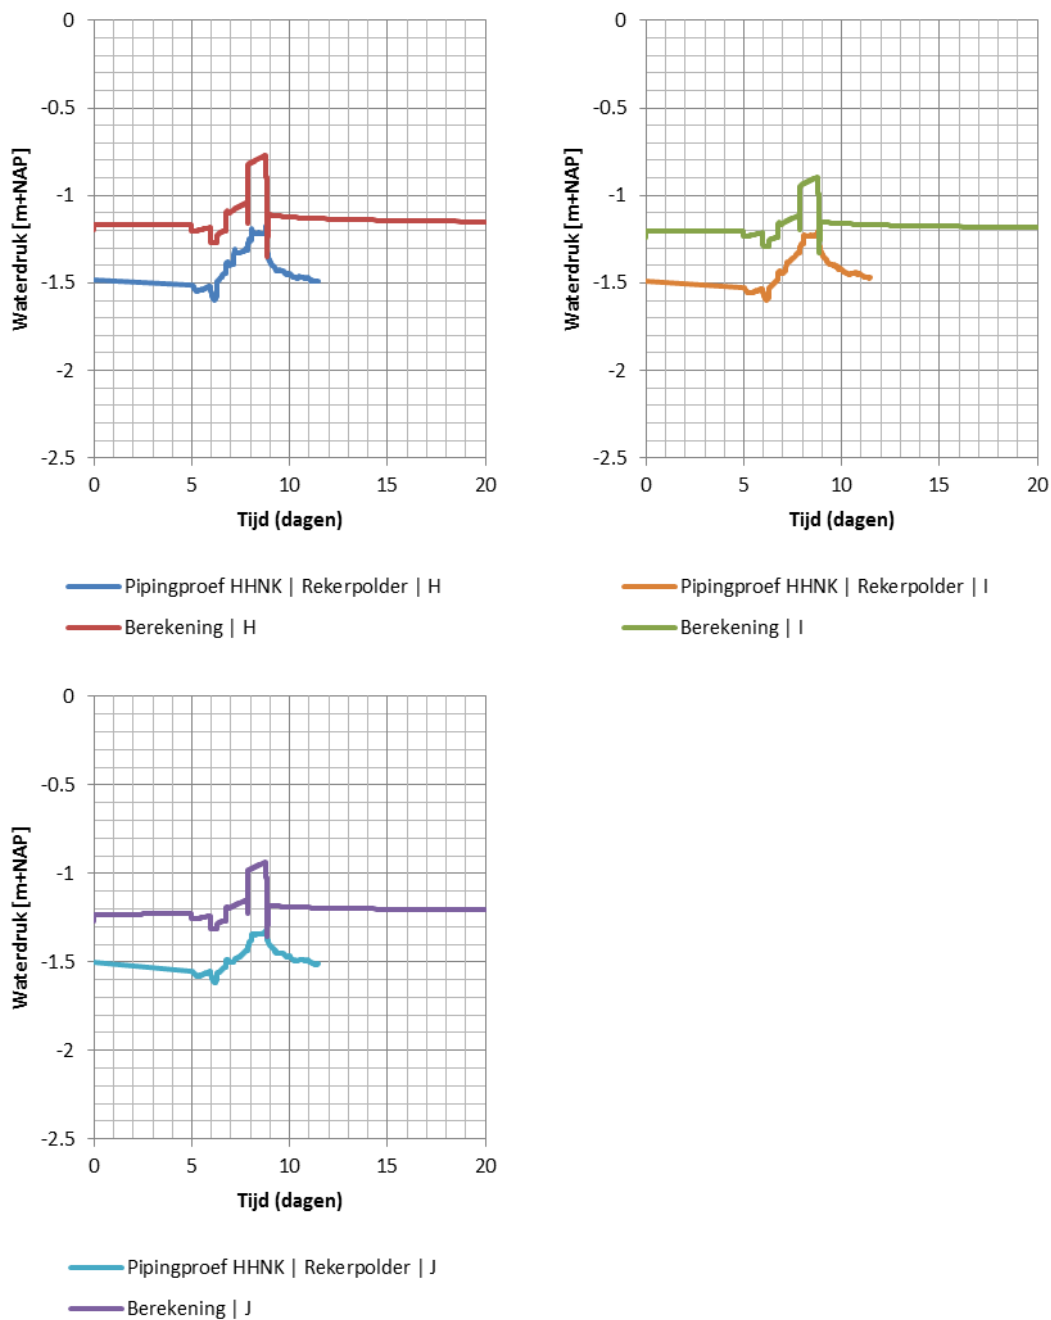 0
-0.5
-1
-1.5
-2
-2.5
Waterdruk [m+NAP]
0 5 10 15 20
Tijd (dagen)
Pipingproef HHNK | Rekerpolder | H
Berekening | H
0
-0.5
-1
-1.5
-2
-2.5
Waterdruk [m+NAP]
0 5 10 15 20
Tijd (dagen)
Pipingproef HHNK | Rekerpolder | I
Berekening | I
0
-0.5
-1
-1.5
-2
-2.5
Waterdruk [m+NAP]
0 5 10 15 20
Tijd (dagen)
Pipingproef HHNK | Rekerpolder | J
Berekening | J